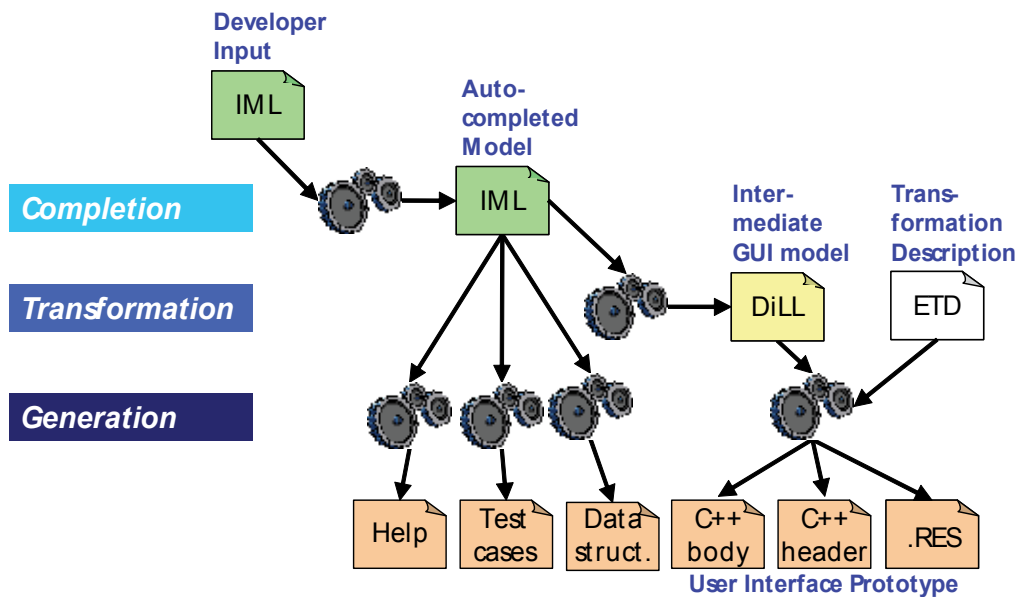 Developer
Input
IML
Auto-
completed
Model
IML
Completion
Inter-
mediate
GUI model
Trans-
formation
Description
Transformation
DiLL
ETD
Generation
Help
Test
cases
Data
struct.
C++
body
C++
header
.RES
User Interface Prototype